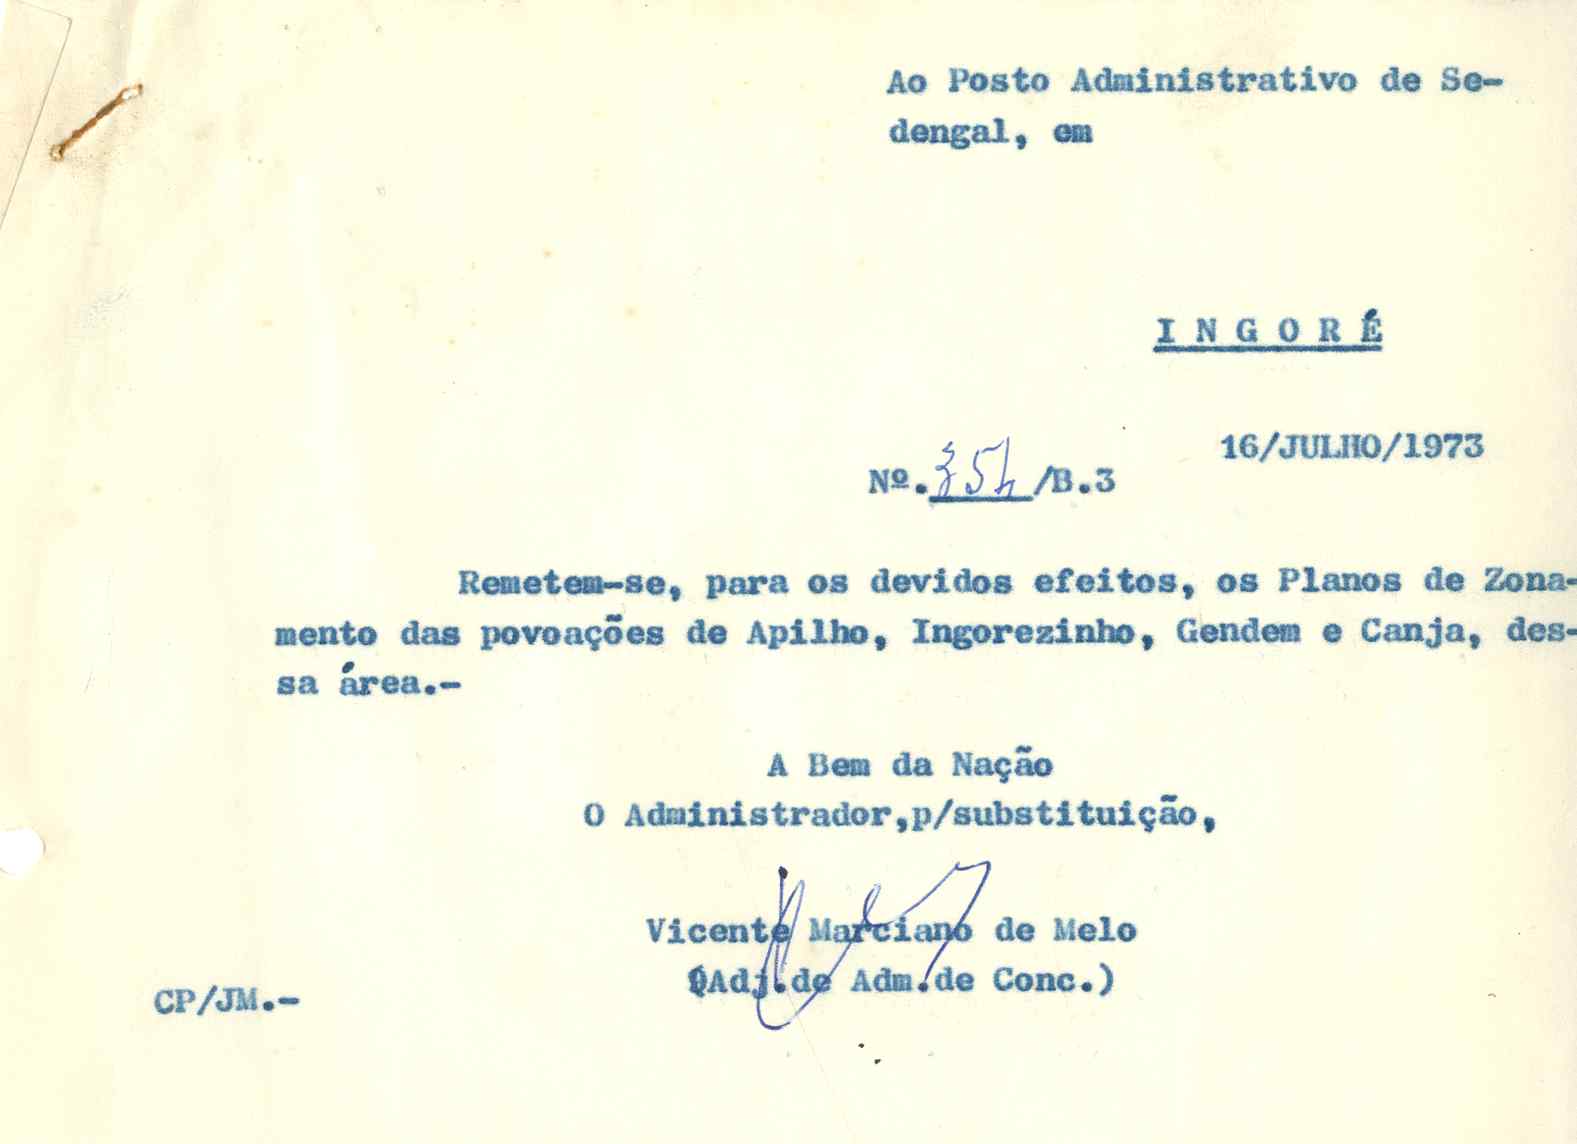 Ao Posto Administrativo de Se-
dengal, em
I N G O R É
16/JULHO/1973
Nº. /B.3
Remetem-se, para os devidos efeitos, os Planos de Zona-
mento das povoações de Apilho, Ingorezinho, Gendem e Canja, des-
sa área.-
A Bem da Nação
O Administrador,p/substituição,
Vicente Marciano de Melo
(Adj.de Adm.de Conc.)
CP/JM.-